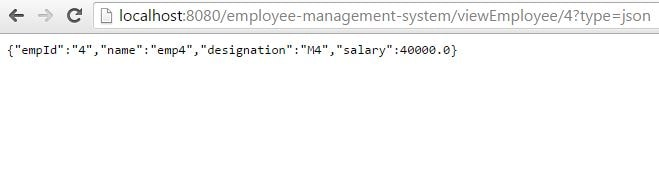 localhost:8080/employee-management-system/viewEmployee/4?type=json
{"empId":"4","name":"emp4","designation":"M4","salary":40000.0}